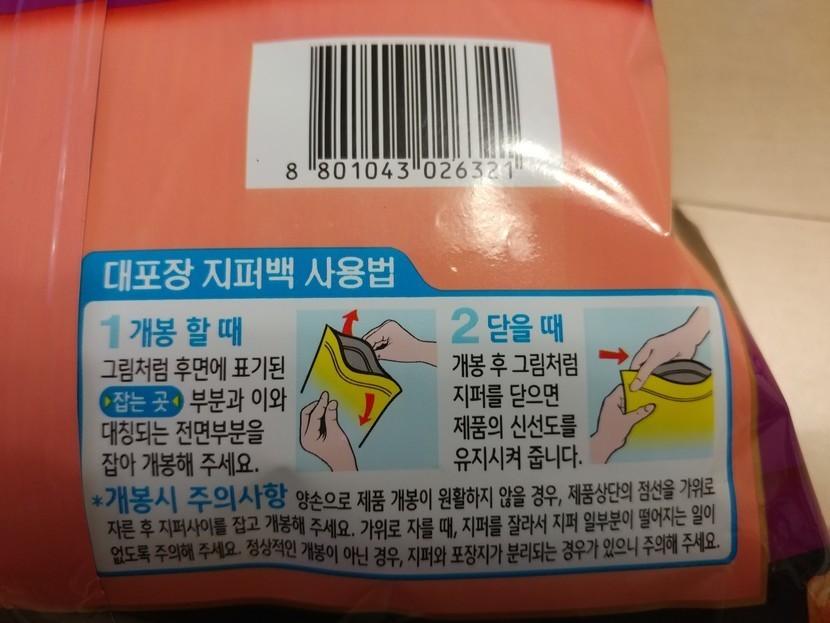 8 801043 026321
대포장 지퍼백 사용법
1 개봉 할 때
그림처럼 후면에 표기된
잡는 곳 부분과 이와
대칭되는 전면부분을
잡아 개봉해 주세요.
2 닫을 때
개봉 후 그림처럼
지퍼를 닫으면
제품의 신선도를
유지시켜 줍니다.
*개봉시 주의사항 양손으로 제품 개봉이 원활하지 않을 경우, 제품상단의 점선을 가위로
자른 후 지퍼사이를 잡고 개봉해 주세요. 가위로 자를 때, 지퍼를 잘라서 지퍼 일부분이 떨어지는 일이
없도록 주의해 주세요. 정상적인 개봉이 아닌 경우, 지퍼와 포장지가 분리되는 경우가 있으니 주의해 주세요.